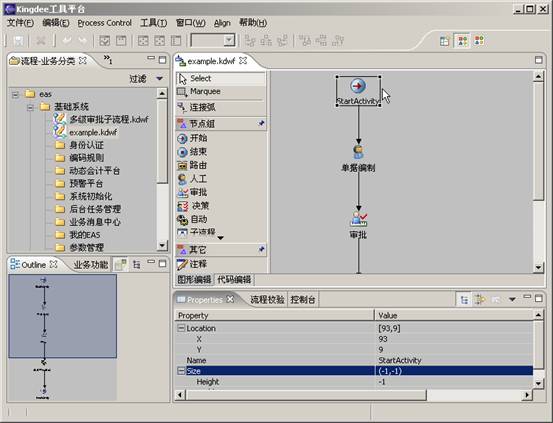 Kingdee工具平台
文件(F) 编辑(E) Process Control 工具(T) 窗口(W) Align 帮助(H)
流程-业务分类
»1
过滤
eas
基础系统
多级审批子流程.kdwf
example.kdwf
身份认证
编码规则
动态会计平台
预警平台
系统初始化
后台任务管理
业务消息中心
我的EAS
参数管理
example.kdwf
Select
Marquee
连接弧
节点组
开始
结束
路由
人工
审批
决策
自动
子流程
其它
注释
StartActivity
单据编制
审批
图形编辑 代码编辑
Outline 业务功能
Properties 流程校验 控制台
Property Value
Location [93,9]
X 93
Y 9
Name StartActivity
Size (-1,-1)
Height -1